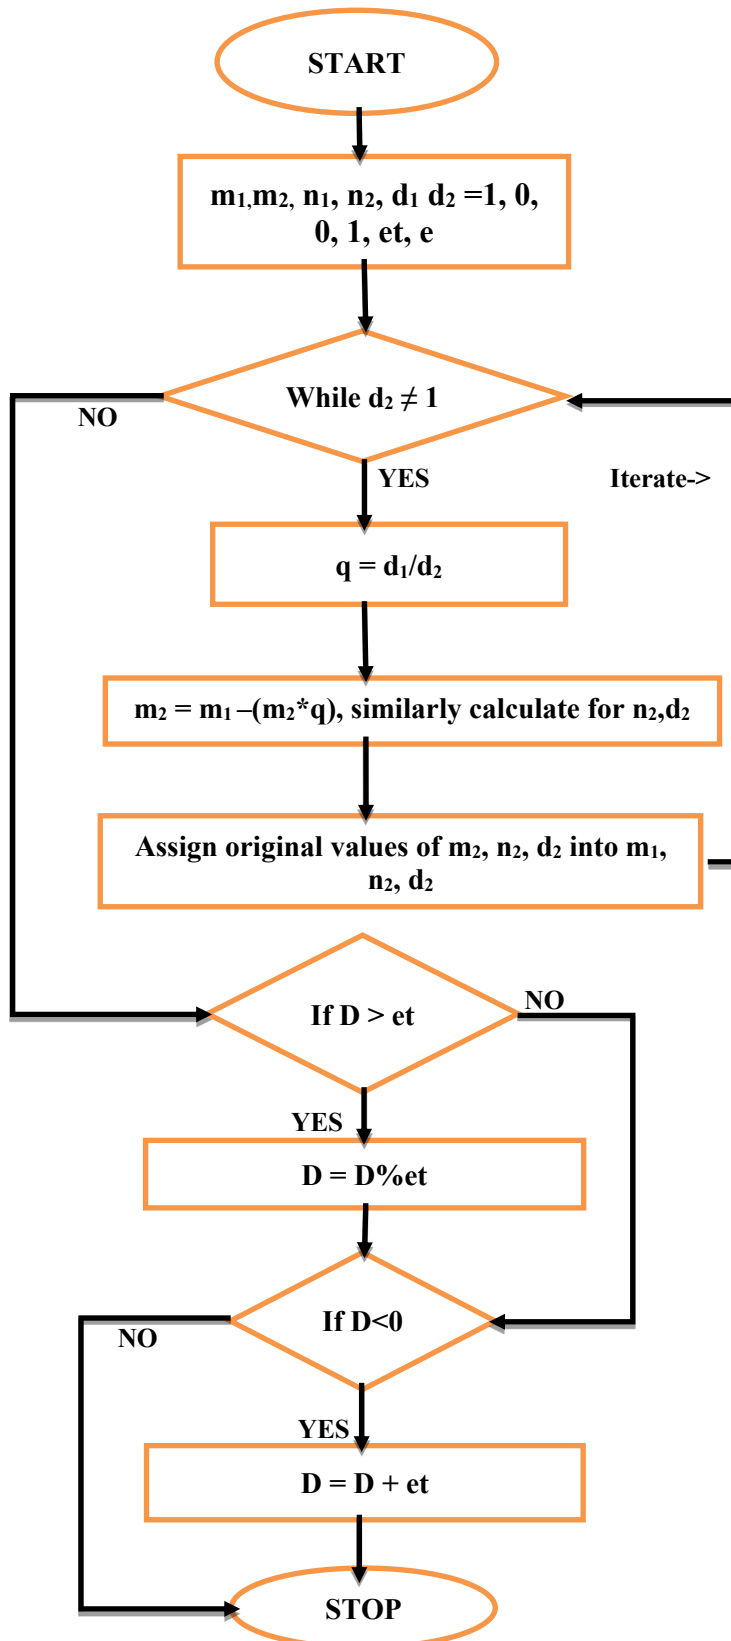 START
m₁,m₂, n₁, n₂, d₁ d₂ =1, 0,
0, 1, et, e
While d₂ ≠ 1
NO
YES
Iterate->
q = d₁/d₂
m₂ = m₁ –(m₂*q), similarly calculate for n₂,d₂
Assign original values of m₂, n₂, d₂ into m₁,
n₂, d₂
If D > et
NO
YES
D = D%et
If D<0
NO
YES
D = D + et
STOP